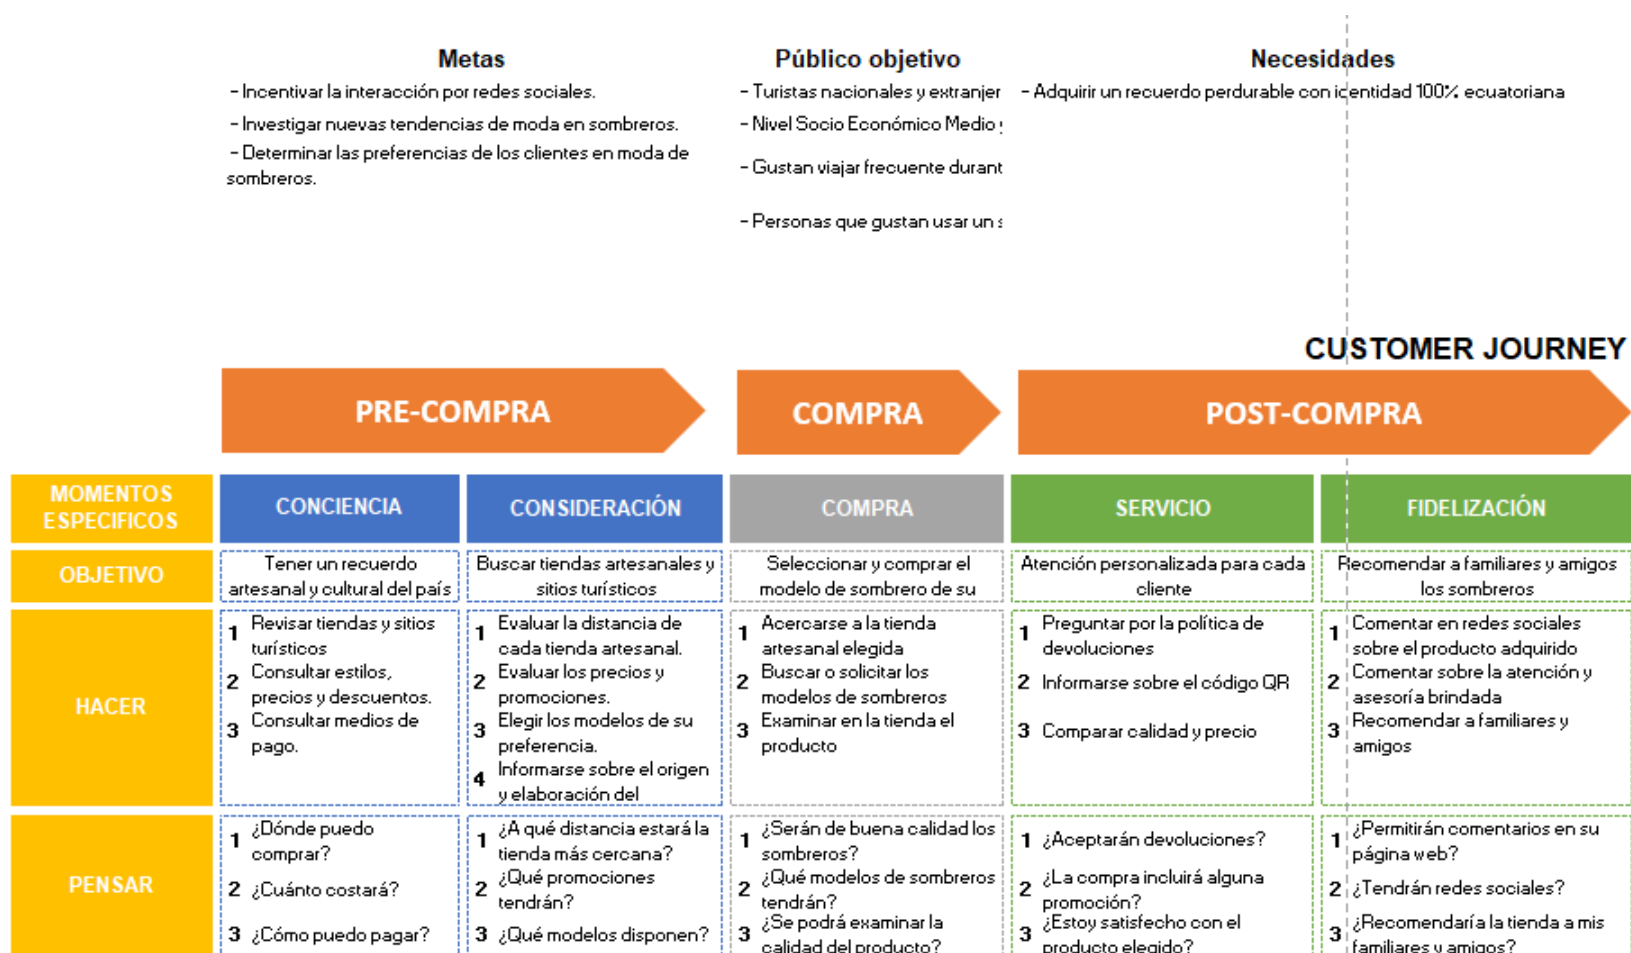 Metas
- Incentivar la interacción por redes sociales.
- Investigar nuevas tendencias de moda en sombreros.
- Determinar las preferencias de los clientes en moda de
sombreros.
Público objetivo
- Turistas nacionales y extranjer
- Nivel Socio Económico Medio y
- Gustan viajar frecuente durant
- Personas que gustan usar un s
Necesidades
- Adquirir un recuerdo perdurable con identidad 100% ecuatoriana
CUSTOMER JOURNEY
PRE-COMPRA
COMPRA
POST-COMPRA
MOMENTOS
ESPECIFICOS
CONCIENCIA
CONSIDERACIÓN
COMPRA
SERVICIO
FIDELIZACIÓN
OBJETIVO
Tener un recuerdo
artesanal y cultural del país
Buscar tiendas artesanales y
sitios turísticos
Seleccionar y comprar el
modelo de sombrero de su
Atención personalizada para cada
cliente
Recomendar a familiares y amigos
los sombreros
HACER
1 Revisar tiendas y sitios
turísticos
2 Consultar estilos,
precios y descuentos.
3 Consultar medios de
pago.
1 Evaluar la distancia de
cada tienda artesanal.
2 Evaluar los precios y
promociones.
3 Elegir los modelos de su
preferencia.
4 Informarse sobre el origen
y elaboración del
1 Acercarse a la tienda
artesanal elegida
2 Buscar o solicitar los
modelos de sombreros
3 Examinar en la tienda el
producto
1 Preguntar por la política de
devoluciones
2 Informarse sobre el código QR
3 Comparar calidad y precio
1 Comentar en redes sociales
sobre el producto adquirido
2 Comentar sobre la atención y
asesoría brindada
3 Recomendar a familiares y
amigos
PENSAR
1 ¿Dónde puedo
comprar?
2 ¿Cuánto costará?
3 ¿Cómo puedo pagar?
1 ¿A qué distancia estará la
tienda más cercana?
2 ¿Qué promociones
tendrán?
3 ¿Qué modelos disponen?
1 ¿Serán de buena calidad los
sombreros?
2 ¿Qué modelos de sombreros
tendrán?
3 ¿Se podrá examinar la
calidad del producto?
1 ¿Aceptarán devoluciones?
2 ¿La compra incluirá alguna
promoción?
3 ¿Estoy satisfecho con el
producto elegido?
1 ¿Permitirán comentarios en su
página web?
2 ¿Tendrán redes sociales?
3 ¿Recomendaría la tienda a mis
familiares y amigos?